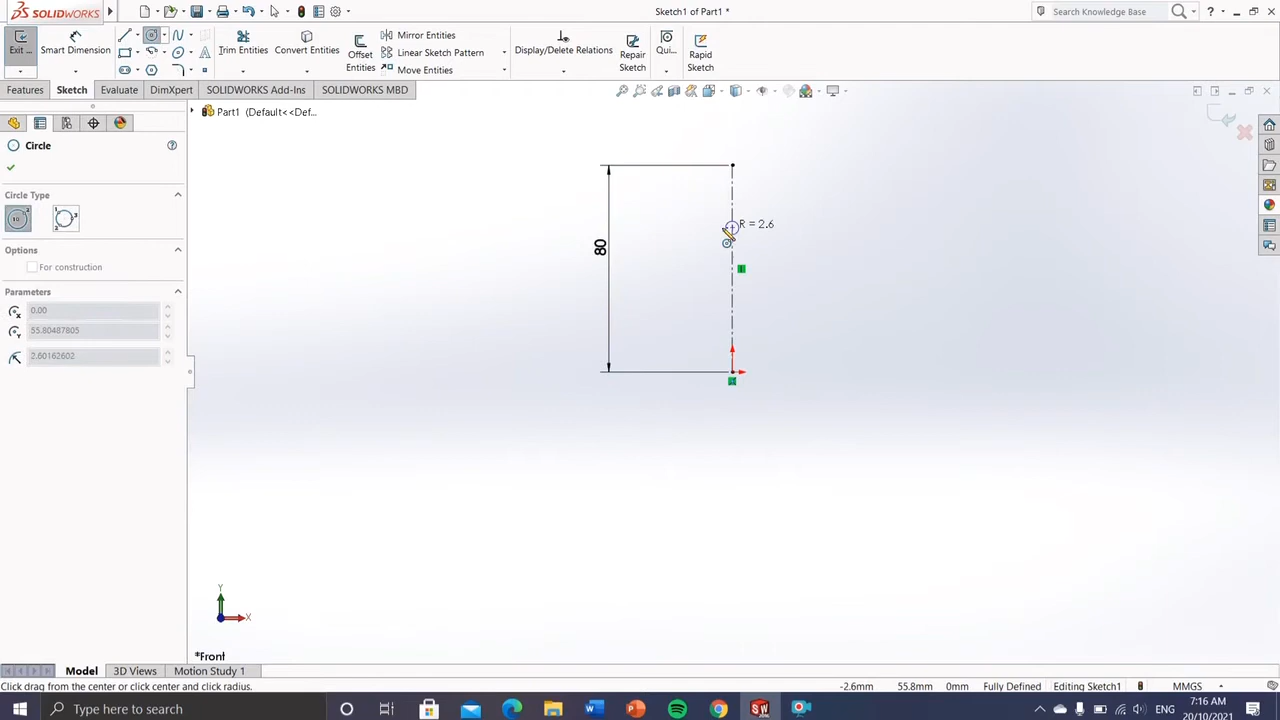 SOLIDWORKS
Sketch1 of Part1 *
Search Knowledge Base
?
Exit ...
Smart Dimension
Trim Entities
Convert Entities
Offset Entities
Mirror Entities
Linear Sketch Pattern
Move Entities
Display/Delete Relations
Repair Sketch
Qui...
Rapid Sketch
Features
Sketch
Evaluate
DimXpert
SOLIDWORKS Add-Ins
SOLIDWORKS MBD
Part1 (Default<<Def...
Circle
Circle Type
Options
For construction
Parameters
0.00
55.80487805
2.60162602
80
R = 2.6
Y
X
*Front
Model
3D Views
Motion Study 1
Click drag from the center or click center and click radius.
-2.6mm
55.8mm
0mm
Fully Defined
Editing Sketch1
MMGS
Type here to search
ENG
7:16 AM
20/10/2021